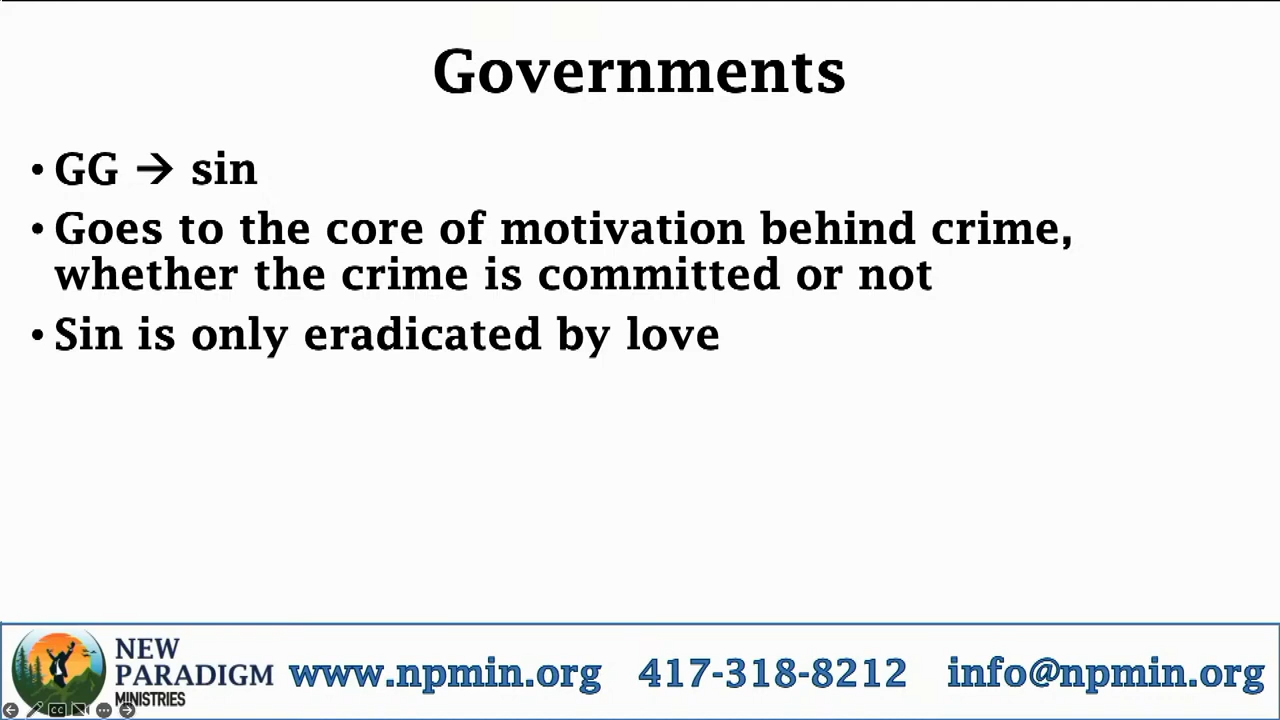 Governments
• GG → sin
• Goes to the core of motivation behind crime,
whether the crime is committed or not
• Sin is only eradicated by love
NEW
PARADIGM
MINISTRIES
www.npmin.org 417-318-8212 info@npmin.org
CC